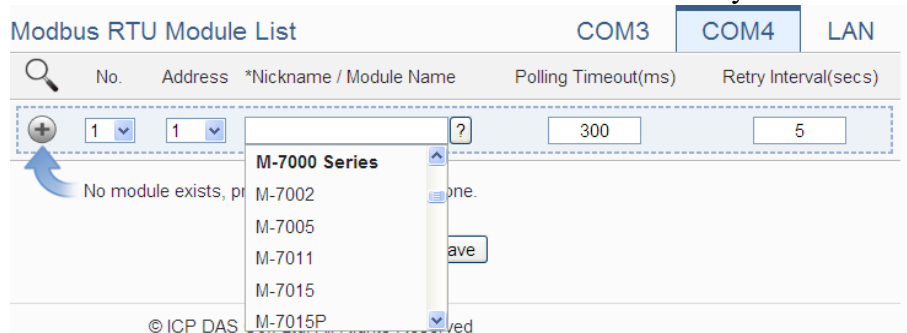 Modbus RTU Module List COM3 COM4 LAN
No. Address *Nickname / Module Name Polling Timeout(ms) Retry Interval(secs)
1 1 ? 300 5
M-7000 Series
No module exists, pr M-7002 one.
M-7005
M-7011 ave
M-7015
© ICP DAS M-7015P ved